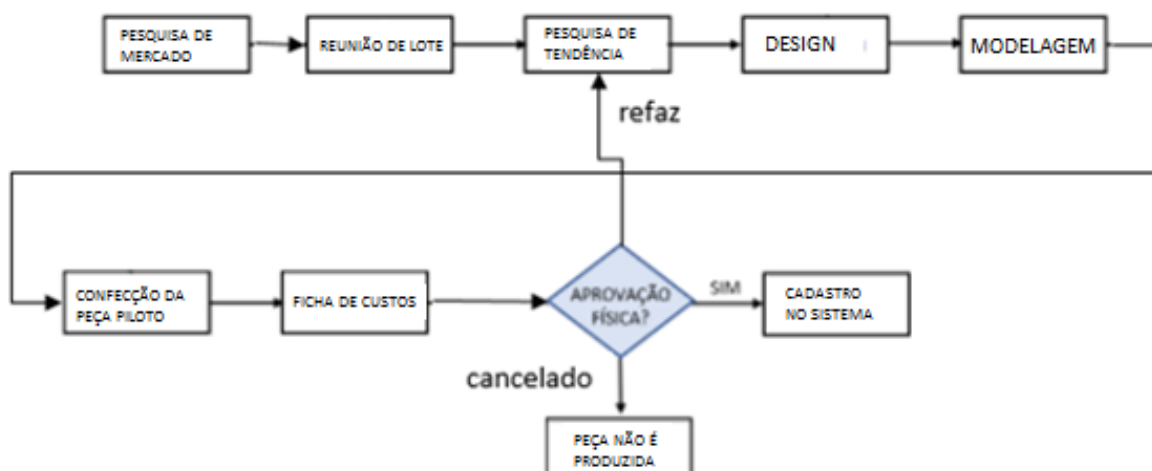 PESQUISA DE
MERCADO
REUNIÃO DE LOTE
PESQUISA DE
TENDÊNCIA
DESIGN
MODELAGEM
refaz
CONFECÇÃO DA
PEÇA PILOTO
FICHA DE CUSTOS
APROVAÇÃO
FÍSICA?
SIM
CADASTRO
NO SISTEMA
cancelado
PEÇA NÃO É
PRODUZIDA